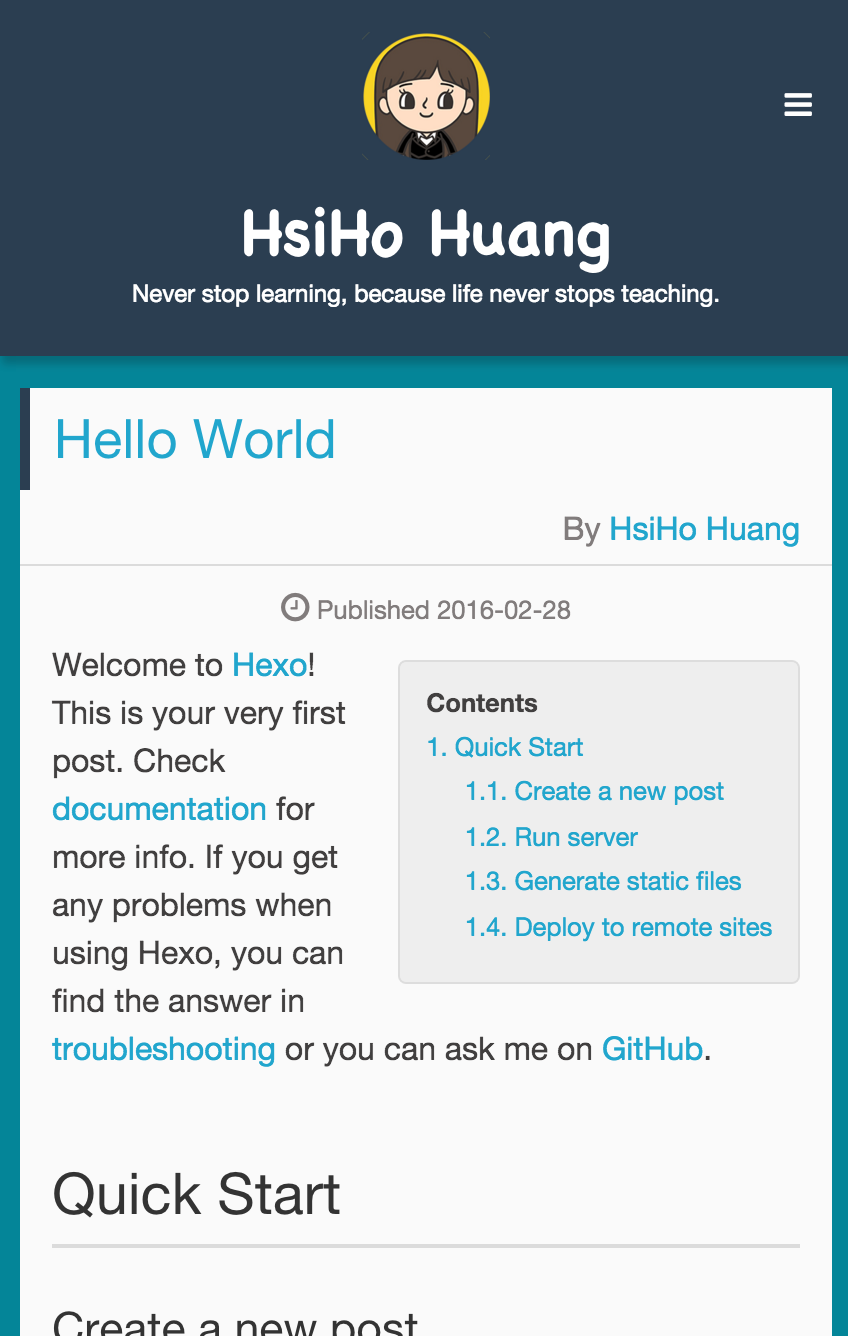 HsiHo Huang
Never stop learning, because life never stops teaching.
Hello World
By HsiHo Huang
Published 2016-02-28
Welcome to Hexo!
This is your very first
post. Check
documentation for
more info. If you get
any problems when
using Hexo, you can
find the answer in
troubleshooting or you can ask me on GitHub.
Contents
1. Quick Start
1.1. Create a new post
1.2. Run server
1.3. Generate static files
1.4. Deploy to remote sites
Quick Start
Create a new post